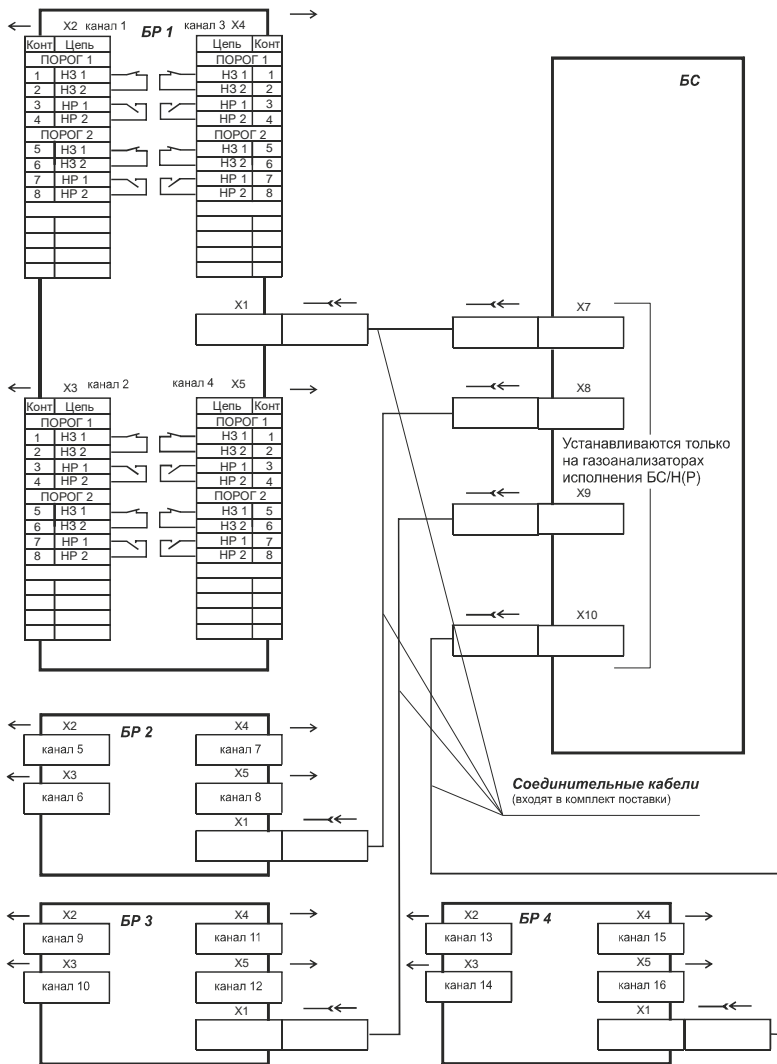 X2 канал 1 БР 1 канал 3 X4
Конт Цепь Цепь Конт
ПОРОГ 1 ПОРОГ 1
1 НЗ 1 НЗ 1 1
2 НЗ 2 НЗ 2 2
3 НР 1 НР 1 3
4 НР 2 НР 2 4
ПОРОГ 2 ПОРОГ 2
5 НЗ 1 НЗ 1 5
6 НЗ 2 НЗ 2 6
7 НР 1 НР 1 7
8 НР 2 НР 2 8
X1
X3 канал 2 канал 4 X5
Конт Цепь Цепь Конт
ПОРОГ 1 ПОРОГ 1
1 НЗ 1 НЗ 1 1
2 НЗ 2 НЗ 2 2
3 НР 1 НР 1 3
4 НР 2 НР 2 4
ПОРОГ 2 ПОРОГ 2
5 НЗ 1 НЗ 1 5
6 НЗ 2 НЗ 2 6
7 НР 1 НР 1 7
8 НР 2 НР 2 8
БС
X7
X8
Устанавливаются только
на газоанализаторах
исполнения БС/Н(Р)
X9
X10
Соединительные кабели
(входят в комплект поставки)
X2 БР 2 X4
канал 5 канал 7
X3 X5
канал 6 канал 8
X1
X2 БР 3 X4
канал 9 канал 11
X3 X5
канал 10 канал 12
X1
X2 БР 4 X4
канал 13 канал 15
X3 X5
канал 14 канал 16
X1